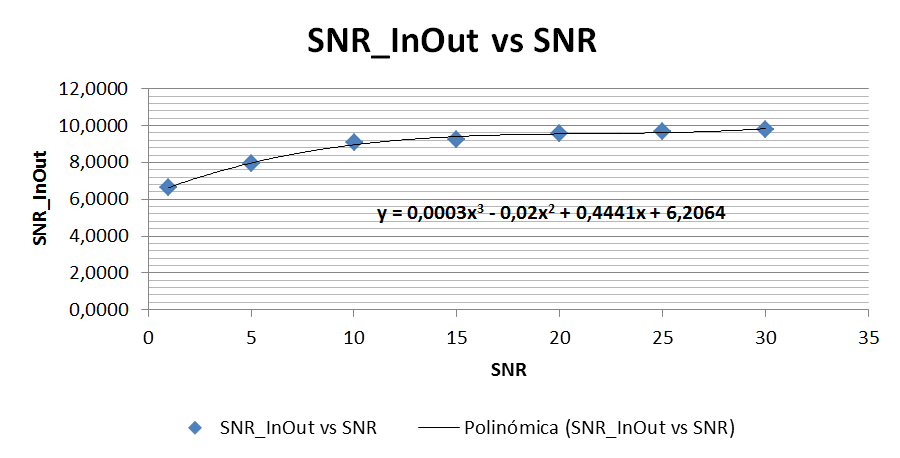 SNR_InOut vs SNR
12,0000
10,0000
8,0000
6,0000
4,0000
2,0000
0,0000
SNR_InOut
y = 0,0003x³ - 0,02x² + 0,4441x + 6,2064
0 5 10 15 20 25 30 35
SNR
SNR_InOut vs SNR Polinómica (SNR_InOut vs SNR)